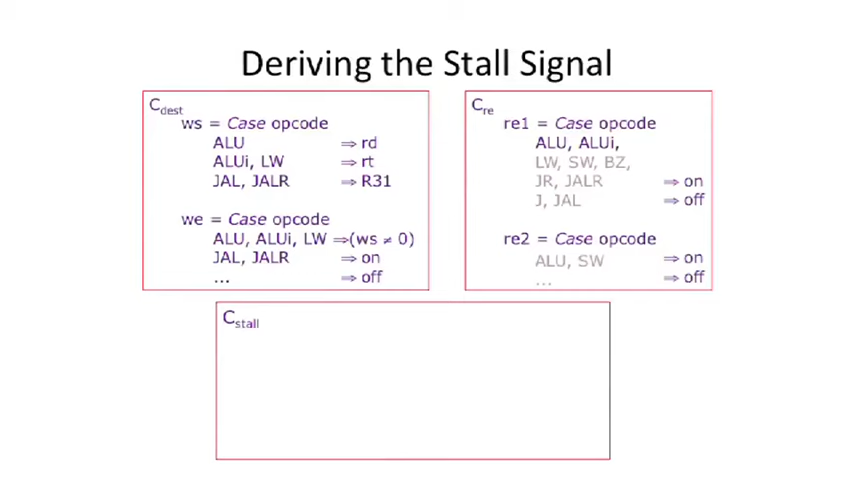 Deriving the Stall Signal
Cdest
ws = Case opcode
ALU ⇒ rd
ALUi, LW ⇒ rt
JAL, JALR ⇒ R31
we = Case opcode
ALU, ALUi, LW ⇒(ws ≠ 0)
JAL, JALR ⇒ on
... ⇒ off
Cre
re1 = Case opcode
ALU, ALUi,
LW, SW, BZ,
JR, JALR ⇒ on
J, JAL ⇒ off
re2 = Case opcode
ALU, SW ⇒ on
... ⇒ off
Cstall